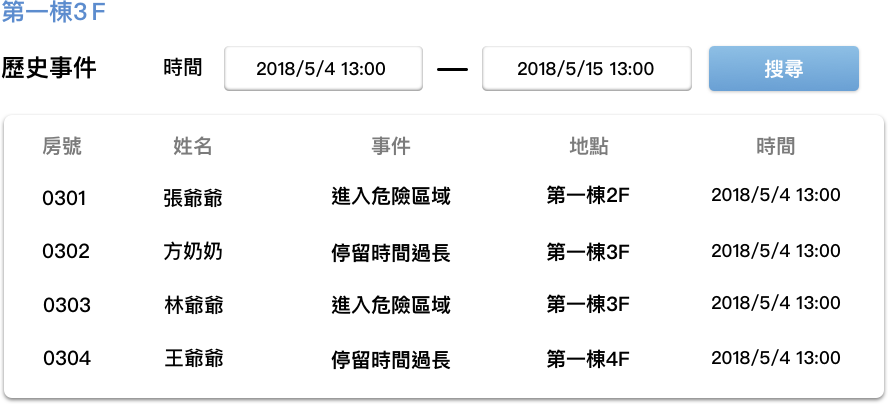 第一棟3F
歷史事件 時間 2018/5/4 13:00 — 2018/5/15 13:00 搜尋
房號 姓名 事件 地點 時間
0301 張爺爺 進入危險區域 第一棟2F 2018/5/4 13:00
0302 方奶奶 停留時間過長 第一棟3F 2018/5/4 13:00
0303 林爺爺 進入危險區域 第一棟3F 2018/5/4 13:00
0304 王爺爺 停留時間過長 第一棟4F 2018/5/4 13:00